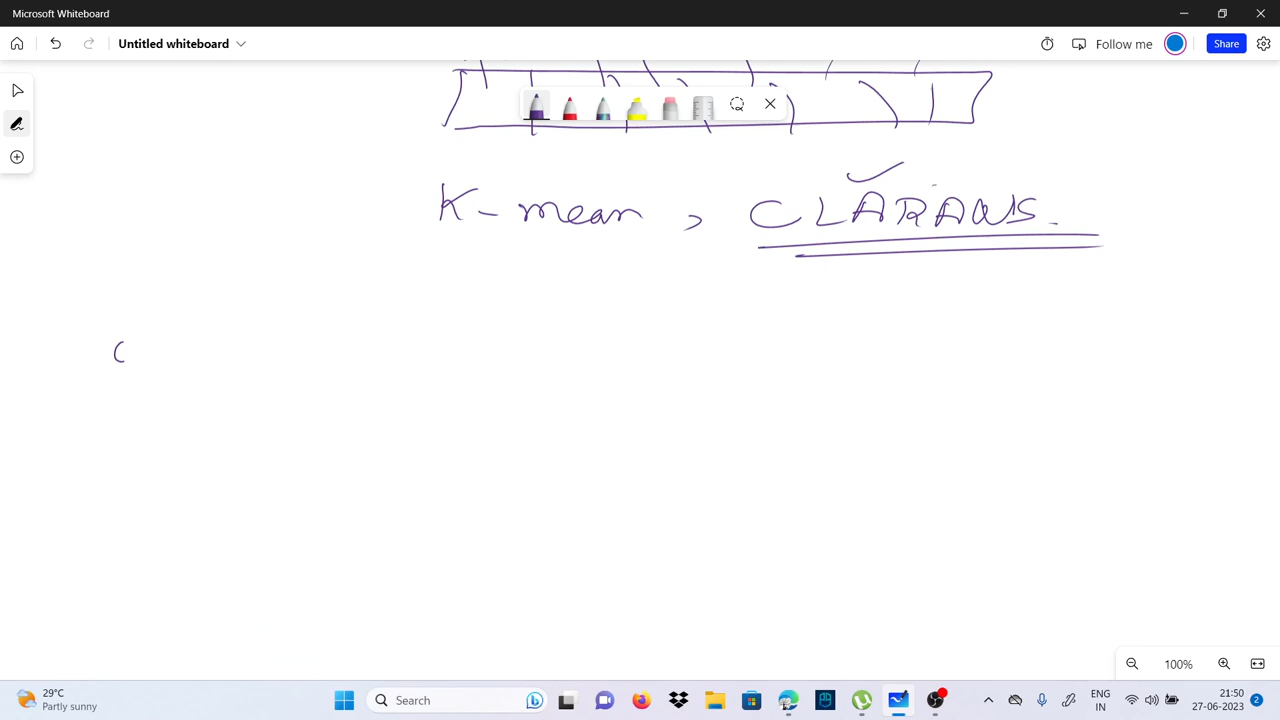 Microsoft Whiteboard
Untitled whiteboard
Follow me
Share
K- mean , CLARANS.
(
100%
29°C
Partly sunny
Search
ENG
IN
21:50
27-06-2023
2